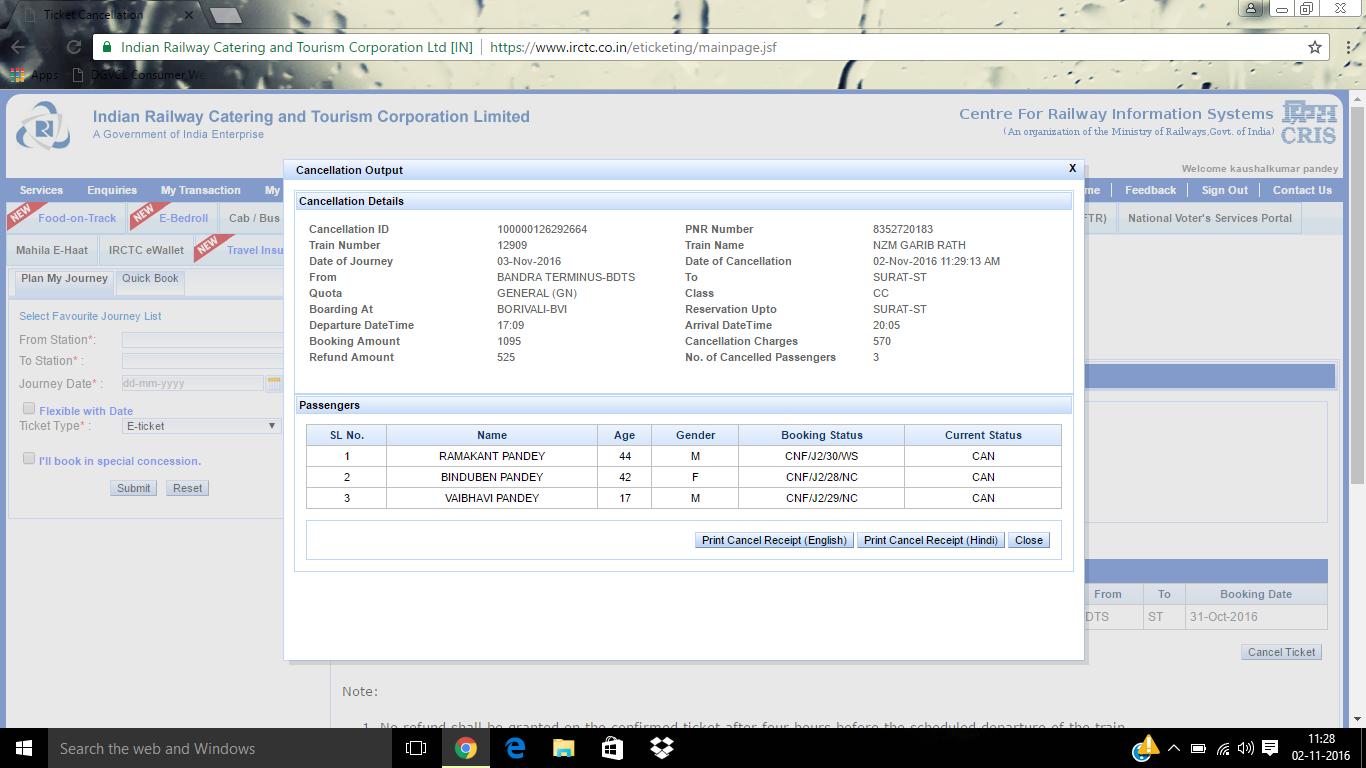 Ticket Cancellation
Indian Railway Catering and Tourism Corporation Ltd [IN] https://www.irctc.co.in/eticketing/mainpage.jsf
Apps DGVCL Consumer We
Indian Railway Catering and Tourism Corporation Limited
A Government of India Enterprise
Centre For Railway Information Systems
(An organization of the Ministry of Railways,Govt. of India)
CRIS
Welcome kaushalkumar pandey
Services Enquiries My Transaction My me Feedback Sign Out Contact Us
NEW Food-on-Track NEW E-Bedroll Cab / Bus FTR) National Voter's Services Portal
Mahila E-Haat IRCTC eWallet NEW Travel Insu
Plan My Journey Quick Book
Select Favourite Journey List
From Station*:
To Station* :
Journey Date* : dd-mm-yyyy
Flexible with Date
Ticket Type* : E-ticket
I'll book in special concession.
Submit Reset
Cancellation Output X
Cancellation Details
Cancellation ID 100000126292664 PNR Number 8352720183
Train Number 12909 Train Name NZM GARIB RATH
Date of Journey 03-Nov-2016 Date of Cancellation 02-Nov-2016 11:29:13 AM
From BANDRA TERMINUS-BDTS To SURAT-ST
Quota GENERAL (GN) Class CC
Boarding At BORIVALI-BVI Reservation Upto SURAT-ST
Departure DateTime 17:09 Arrival DateTime 20:05
Booking Amount 1095 Cancellation Charges 570
Refund Amount 525 No. of Cancelled Passengers 3
Passengers
SL No. Name Age Gender Booking Status Current Status
1 RAMAKANT PANDEY 44 M CNF/J2/30/WS CAN
2 BINDUBEN PANDEY 42 F CNF/J2/28/NC CAN
3 VAIBHAVI PANDEY 17 M CNF/J2/29/NC CAN
Print Cancel Receipt (English) Print Cancel Receipt (Hindi) Close
From To Booking Date
DTS ST 31-Oct-2016
Cancel Ticket
Note:
1. No refund shall be granted on the confirmed ticket after four hours before the scheduled departure of the train
Search the web and Windows
11:28
02-11-2016